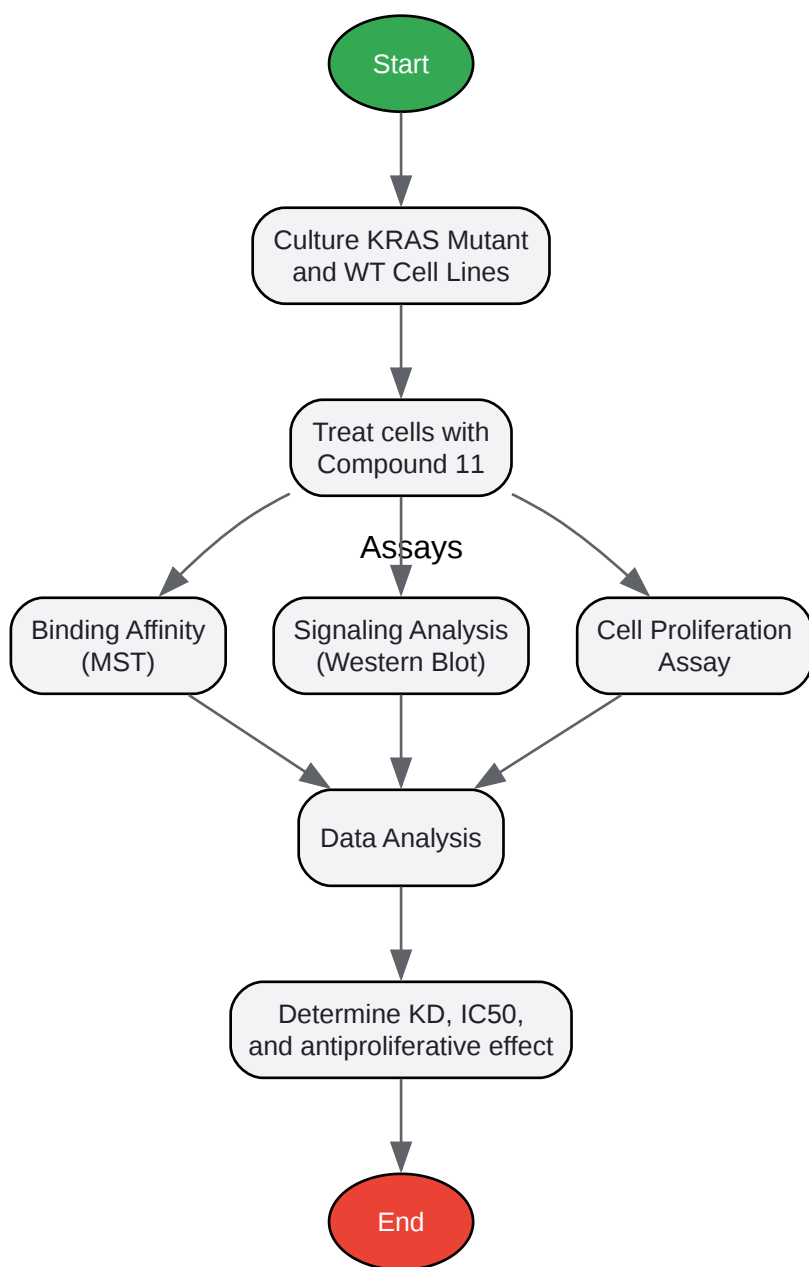 Start
Culture KRAS Mutant
and WT Cell Lines
Treat cells with
Compound 11
Assays
Binding Affinity
(MST)
Signaling Analysis
(Western Blot)
Cell Proliferation
Assay
Data Analysis
Determine KD, IC50,
and antiproliferative effect
End